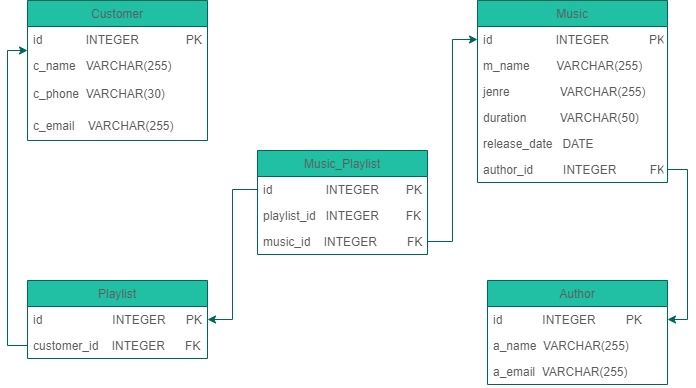 Customer
id INTEGER PK
c_name VARCHAR(255)
c_phone VARCHAR(30)
c_email VARCHAR(255)
Music
id INTEGER PK
m_name VARCHAR(255)
jenre VARCHAR(255)
duration VARCHAR(50)
release_date DATE
author_id INTEGER FK
Music_Playlist
id INTEGER PK
playlist_id INTEGER FK
music_id INTEGER FK
Playlist
id INTEGER PK
customer_id INTEGER FK
Author
id INTEGER PK
a_name VARCHAR(255)
a_email VARCHAR(255)